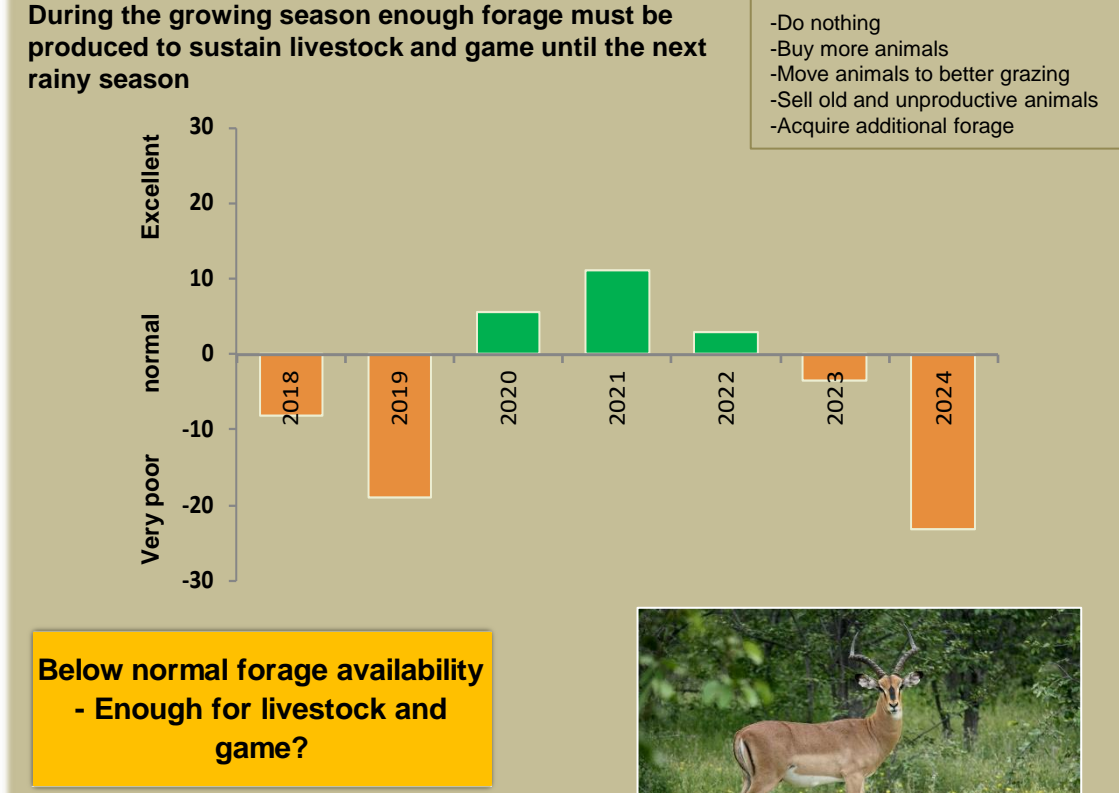 During the growing season enough forage must be
produced to sustain livestock and game until the next
rainy season
-Do nothing
-Buy more animals
-Move animals to better grazing
-Sell old and unproductive animals
-Acquire additional forage
Excellent
normal
Very poor
30
20
10
0
-10
-20
-30
2018
2019
2020
2021
2022
2023
2024
Below normal forage availability
- Enough for livestock and
game?